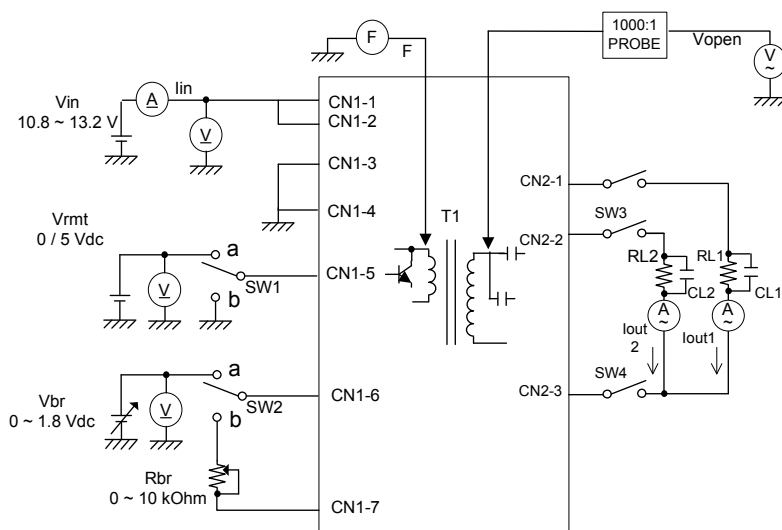 F
F
1000:1
PROBE
Vopen
V
~
Vin
10.8 ~ 13.2 V
A
Iin
V
CN1-1
CN1-2
CN1-3
CN1-4
Vrmt
0 / 5 Vdc
V
a
b
SW1
CN1-5
T1
CN2-1
SW3
CN2-2
RL2
CL2
RL1
CL1
A
~
A
~
Iout
2
Iout1
SW4
CN2-3
Vbr
0 ~ 1.8 Vdc
V
a
b
SW2
CN1-6
Rbr
0 ~ 10 kOhm
CN1-7